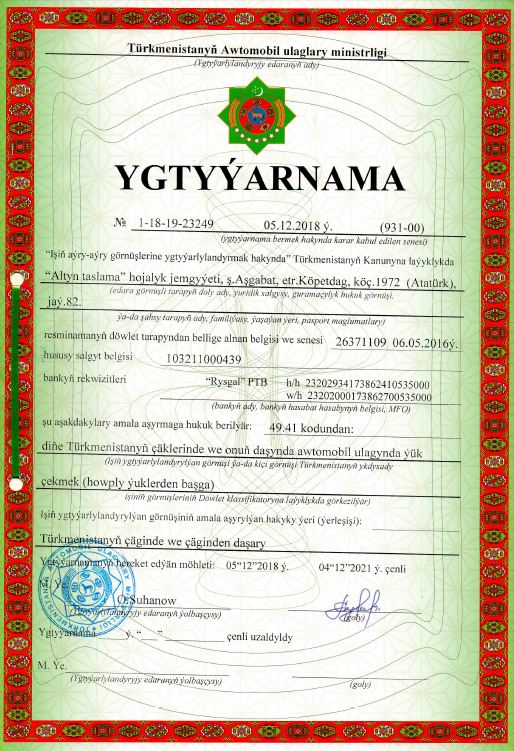 Türkmenistanyň Awtomobil ulaglary ministrligi
(Ygtyýarlylandyryjy edaranyň ady)
YGTYÝARNAMA
№ 1-18-19-23249 05.12.2018 ý. (931-00)
(ygtyýarnama bermek hakynda karar kabul edilen senesi)
"Işiň aýry-aýry görnüşlerine ygtyýarlylandyrmak hakynda" Türkmenistanyň Kanunyna laýyklykda
"Altyn taslama" hojalyk jemgyýeti, ş.Aşgabat, etr.Köpetdag, köç.1972 (Atatürk),
(edara görnüşli tarapyň doly ady, ýuridik salgysy, guramaçylyk hukuk görnüşi,
jaý.82.
ýa-da şahsy tarapyň ady, familiýasy, ýaşaýan ýeri, pasport maglumatlary)
resminamanyň döwlet tarapyndan bellige alnan belgisi we senesi 26371109 06.05.2016ý.
hususy salgyt belgisi 103211000439
bankyň rekwizitleri "Rysgal" PTB h/h 23202934173862410535000
w/h 23202000173862700535000
(bankyň ady, bankyň hasabat hasabynyň belgisi, MFO)
şu aşakdakylary amala aşyrmaga hukuk berilýär: 49.41 kodundan:
diňe Türkmenistanyň çäklerinde we onuň daşynda awtomobil ulagynda ýük
(Işiň ygtyýarlylandyrylýan görnüşi ýa-da kiçi görnüşi Türkmenistanyň ykdysady
çekmek (howply ýuklerden başga)
işiniň görnüşleriniň Döwlet klassifikatoryna laýyklykda görkezilýär)
Işiň ygtyýarlylandyrylýan görnüşiniň amala aşyrylýan hakyky ýeri (ýerleşişi):
Türkmenistanyň çäginde we çäginden daşary
Ygtyýarnamanyň hereket edýän möhleti: 05"12"2018 ý. 04"12"2021 ý. çenli
O.Suhanow
(Ygtyýarlylandyryjy edaranyň ýolbaşçysy) (goly)
Ygtyýarnama ý. "__" ________ çenli uzaldyldy
M. Ýe.
(Ygtyýarlylandyryjy edaranyň ýolbaşçysy) (goly)